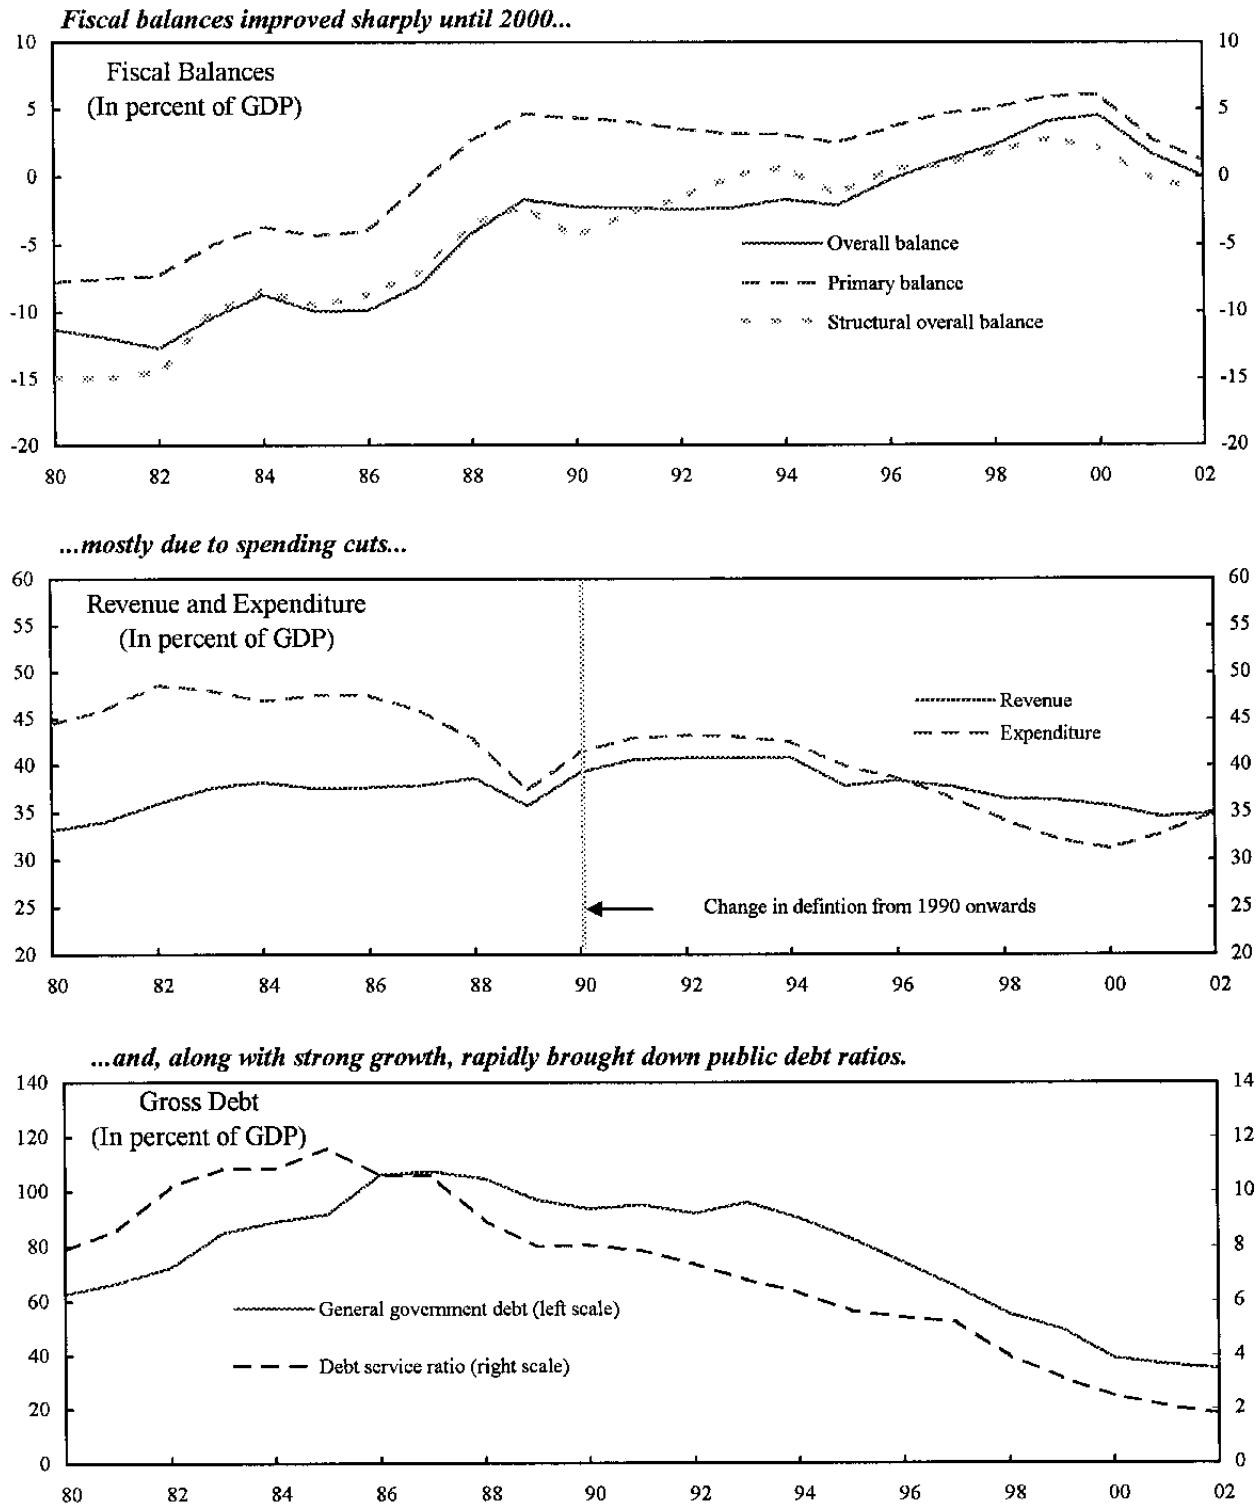 Fiscal balances improved sharply until 2000...
10 10
Fiscal Balances
(In percent of GDP)
5 5
0 0
-5 -5
Overall balance
Primary balance
-10 -10
Structural overall balance
-15 -15
-20 -20
80 82 84 86 88 90 92 94 96 98 00 02
...mostly due to spending cuts...
60 60
Revenue and Expenditure
(In percent of GDP)
55 55
50 50
Revenue
45 45
Expenditure
40 40
35 35
30 30
25 25
Change in defintion from 1990 onwards
20 20
80 82 84 86 88 90 92 94 96 98 00 02
...and, along with strong growth, rapidly brought down public debt ratios.
140 14
Gross Debt
(In percent of GDP)
120 12
100 10
80 8
60 6
General government debt (left scale)
40 4
Debt service ratio (right scale)
20 2
0 0
80 82 84 86 88 90 92 94 96 98 00 02